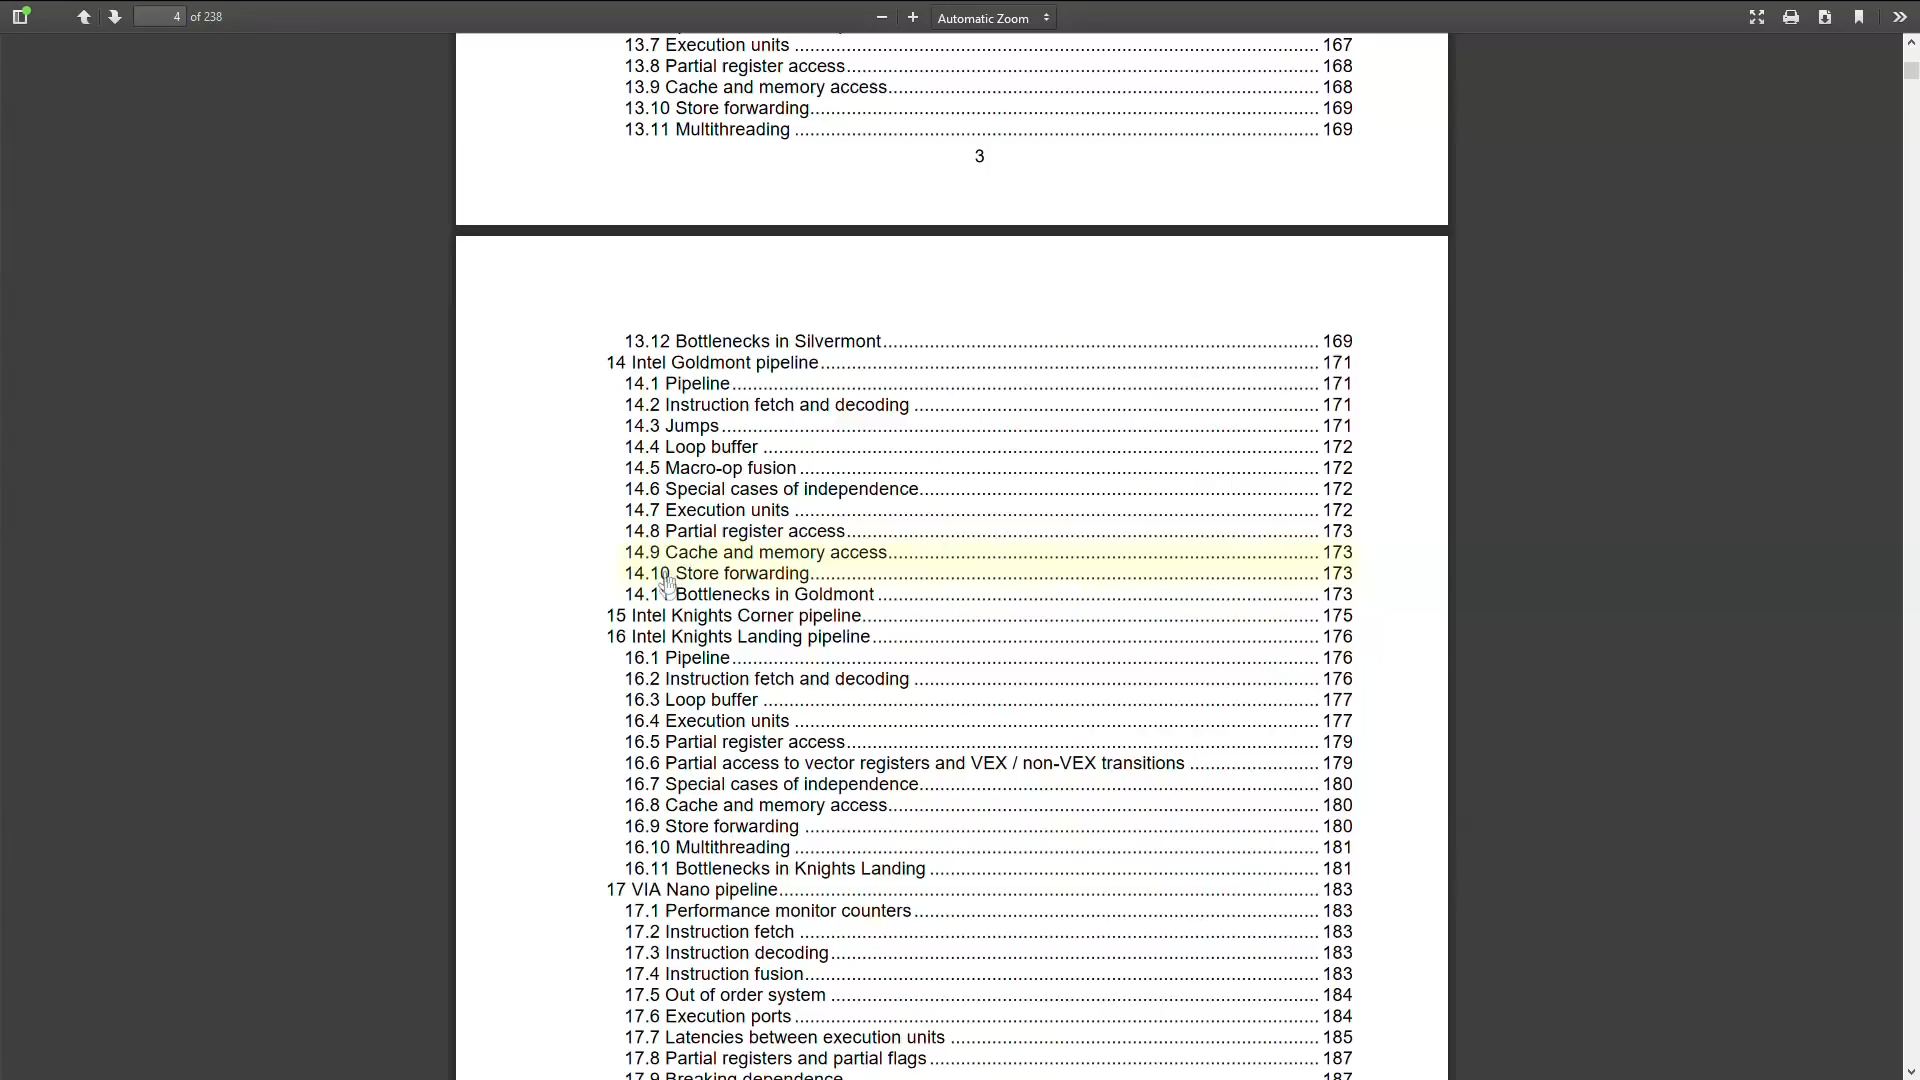 4 of 238
Automatic Zoom
13.7 Execution units ........ 167
13.8 Partial register access ........ 168
13.9 Cache and memory access ........ 168
13.10 Store forwarding ........ 169
13.11 Multithreading ........ 169
3
13.12 Bottlenecks in Silvermont ........ 169
14 Intel Goldmont pipeline ........ 171
14.1 Pipeline ........ 171
14.2 Instruction fetch and decoding ........ 171
14.3 Jumps ........ 171
14.4 Loop buffer ........ 172
14.5 Macro-op fusion ........ 172
14.6 Special cases of independence ........ 172
14.7 Execution units ........ 172
14.8 Partial register access ........ 173
14.9 Cache and memory access ........ 173
14.10 Store forwarding ........ 173
14.11 Bottlenecks in Goldmont ........ 173
15 Intel Knights Corner pipeline ........ 175
16 Intel Knights Landing pipeline ........ 176
16.1 Pipeline ........ 176
16.2 Instruction fetch and decoding ........ 176
16.3 Loop buffer ........ 177
16.4 Execution units ........ 177
16.5 Partial register access ........ 179
16.6 Partial access to vector registers and VEX / non-VEX transitions ........ 179
16.7 Special cases of independence ........ 180
16.8 Cache and memory access ........ 180
16.9 Store forwarding ........ 180
16.10 Multithreading ........ 181
16.11 Bottlenecks in Knights Landing ........ 181
17 VIA Nano pipeline ........ 183
17.1 Performance monitor counters ........ 183
17.2 Instruction fetch ........ 183
17.3 Instruction decoding ........ 183
17.4 Instruction fusion ........ 183
17.5 Out of order system ........ 184
17.6 Execution ports ........ 184
17.7 Latencies between execution units ........ 185
17.8 Partial registers and partial flags ........ 187
17.9 Breaking dependence ........ 187